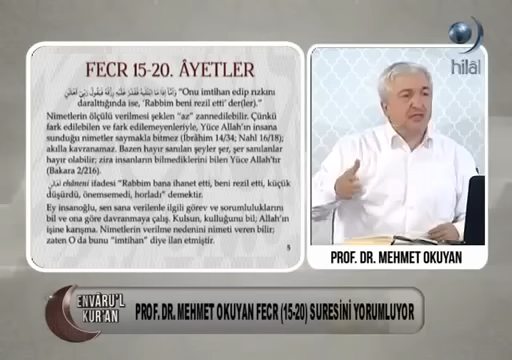 FECR 15-20. ÂYETLER
"Onu imtihan edip rızkını
daralttığında ise, 'Rabbim beni rezil etti' der(ler)."
Nimetlerin ölçülü verilmesi şeklen "az" zannedilebilir. Çünkü
fark edilebilen ve fark edilemeyenleriyle, Yüce Allah'ın insana
sunduğu nimetler saymakla bitmez (İbrâhim 14/34; Nahl 16/18);
akılla kavranamaz. Bazen hayır sanılan şeyler şer, şer sanılanlar
hayır olabilir; zira insanların bilmediklerini bilen Yüce Allah'tır
(Bakara 2/216).
ehâneni ifadesi "Rabbim bana ihanet etti, beni rezil etti, küçük
düşürdü, önemsemedi, horladı" demektir.
Ey insanoğlu, sen sana verilenle ilgili görev ve sorumluluklarını
bil ve ona göre davranmaya çalış. Kulsun, kulluğunu bil; Allah'ın
işine karışma. Nimetlerin verilme nedenini nimeti veren bilir;
zaten O da bunu "imtihan" diye ilan etmiştir.
8
hilâl
PROF. DR. MEHMET OKUYAN
ENVÂRU'L
KUR'AN
PROF. DR. MEHMET OKUYAN FECR (15-20) SURESİNİ YORUMLUYOR